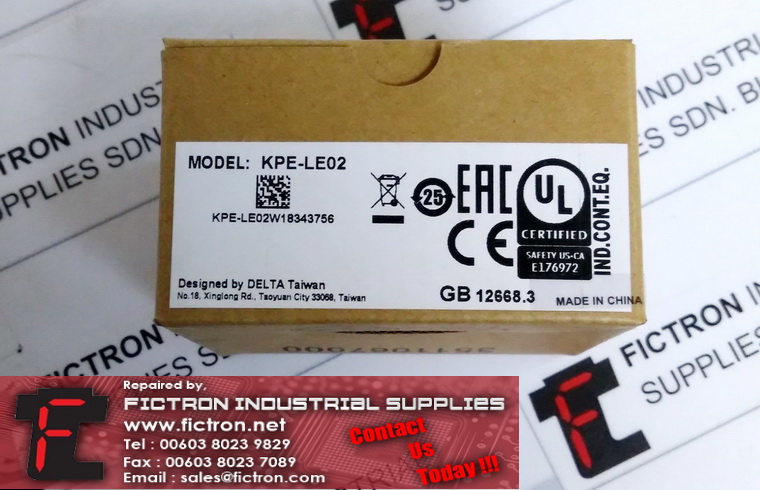 MODEL: KPE-LE02
KPE-LE02W18343756
25
EAC
UL
CERTIFIED
SAFETY US-CA
E176972
IND.CONT.EQ.
CE
Designed by DELTA Taiwan
No.18, Xinglong Rd., Taoyuan City 33068, Taiwan
GB 12668.3
MADE IN CHINA
TRON INDUS
SUPPLIES SDN
INDUSTRI
ES SDN. B
FICTRON
SUPPLIES S
FICTRON
SUPPLIES
Repaired by,
FICTRON INDUSTRIAL SUPPLIES
www.fictron.net
Tel : 00603 8023 9829
Fax : 00603 8023 7089
Email : sales@fictron.com
Contact
Us
Today !!!